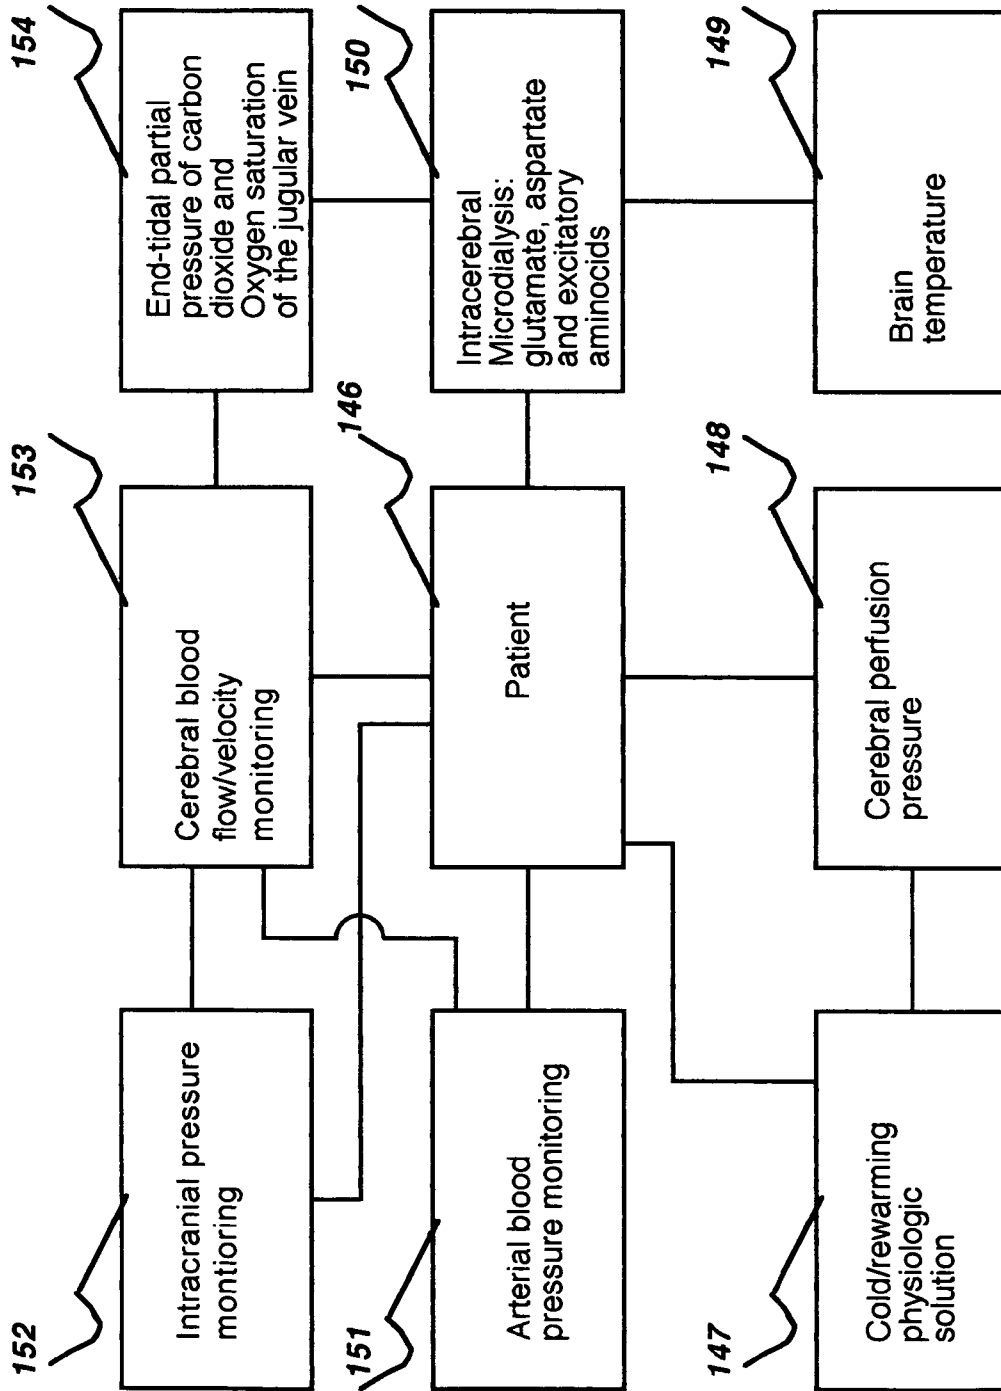 152
153
154
Intracranial pressure
montioring
Cerebral blood
flow/velocity
monitoring
End-tidal partial
pressure of carbon
dioxide and
Oxygen saturation
of the jugular vein
151
146
150
Arterial blood
pressure monitoring
Patient
Intracerebral
Microdialysis:
glutamate, aspartate
and excitatory
aminocids
147
148
149
Cold/rewarming
physiologic
solution
Cerebral perfusion
pressure
Brain
temperature